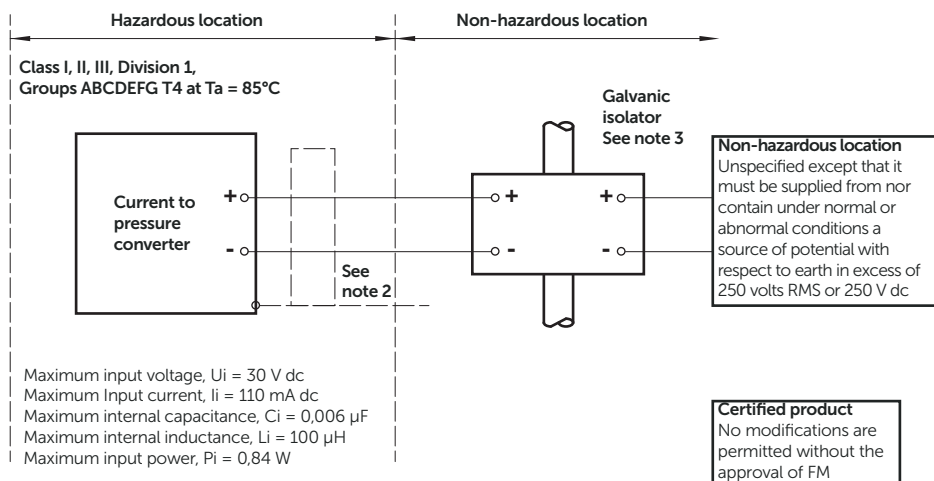 Hazardous location
Non-hazardous location
Class I, II, III, Division 1,
Groups ABCDEFG T4 at Ta = 85°C
Current to
pressure
converter
+
-
See
note 2
Galvanic
isolator
See note 3
+
+
-
-
Non-hazardous location
Unspecified except that it
must be supplied from nor
contain under normal or
abnormal conditions a
source of potential with
respect to earth in excess of
250 volts RMS or 250 V dc
Maximum input voltage, Ui = 30 V dc
Maximum Input current, Ii = 110 mA dc
Maximum internal capacitance, Ci = 0,006 µF
Maximum internal inductance, Li = 100 µH
Maximum input power, Pi = 0,84 W
Certified product
No modifications are
permitted without the
approval of FM